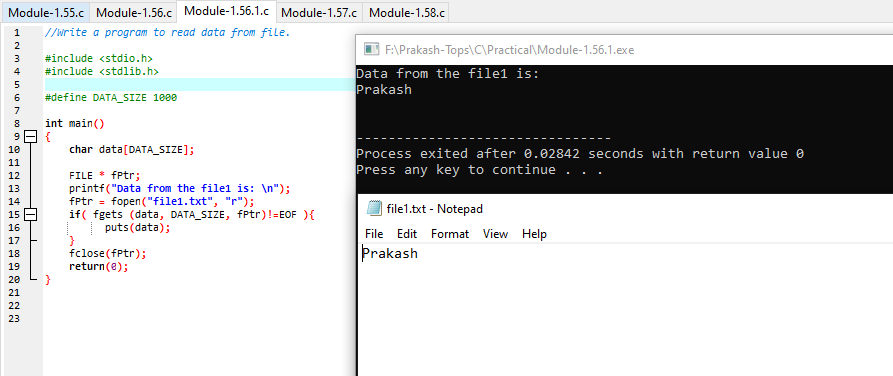 Module-1.55.c Module-1.56.c Module-1.56.1.c Module-1.57.c Module-1.58.c
1 //Write a program to read data from file.
2
3 #include <stdio.h>
4 #include <stdlib.h>
5
6 #define DATA_SIZE 1000
7
8 int main()
9 {
10 char data[DATA_SIZE];
11
12 FILE * fPtr;
13 printf("Data from the file1 is: \n");
14 fPtr = fopen("file1.txt", "r");
15 if( fgets (data, DATA_SIZE, fPtr)!=EOF ){
16 puts(data);
17 }
18 fclose(fPtr);
19 return(0);
20 }
21
22
23
F:\Prakash-Tops\C\Practical\Module-1.56.1.exe
Data from the file1 is:
Prakash
--------------------------------
Process exited after 0.02842 seconds with return value 0
Press any key to continue . . .
file1.txt - Notepad
File Edit Format View Help
Prakash